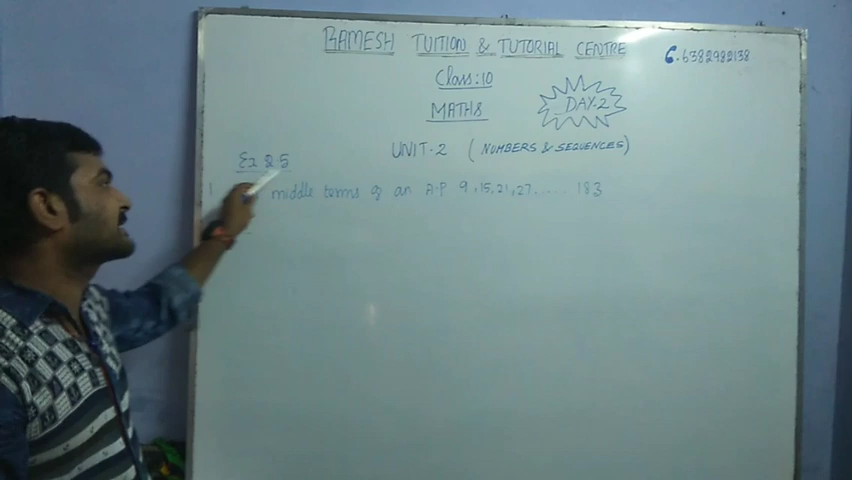 RAMESH TUITION & TUTORIAL CENTRE
6382982138
Class:10
MATHS
DAY-2
UNIT-2 (NUMBERS & SEQUENCES)
Ex 2.5
1 middle terms of an A.P 9,15,21,27,..... 183